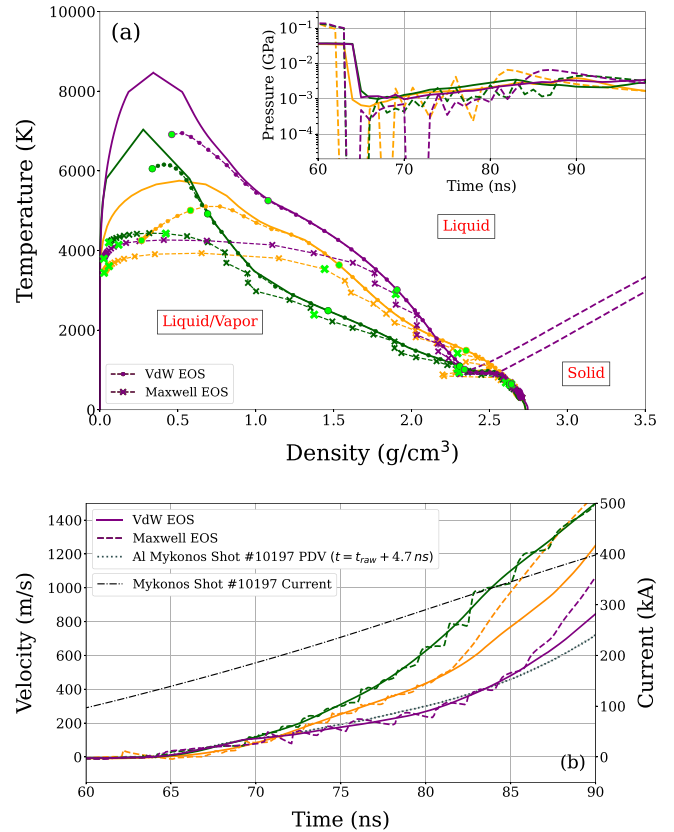 (a)
Temperature (K)
10000
8000
6000
4000
2000
0
0.0 0.5 1.0 1.5 2.0 2.5 3.0 3.5
Density (g/cm³)
Liquid
Liquid/Vapor
Solid
VdW EOS
Maxwell EOS
Pressure (GPa)
10⁻¹
10⁻²
10⁻³
10⁻⁴
60 70 80 90
Time (ns)
Velocity (m/s)
1400
1200
1000
800
600
400
200
0
VdW EOS
Maxwell EOS
Al Mykonos Shot #10197 PDV (t = t_raw + 4.7 ns)
Mykonos Shot #10197 Current
500
400
300
200
100
0
Current (kA)
(b)
60 65 70 75 80 85 90
Time (ns)